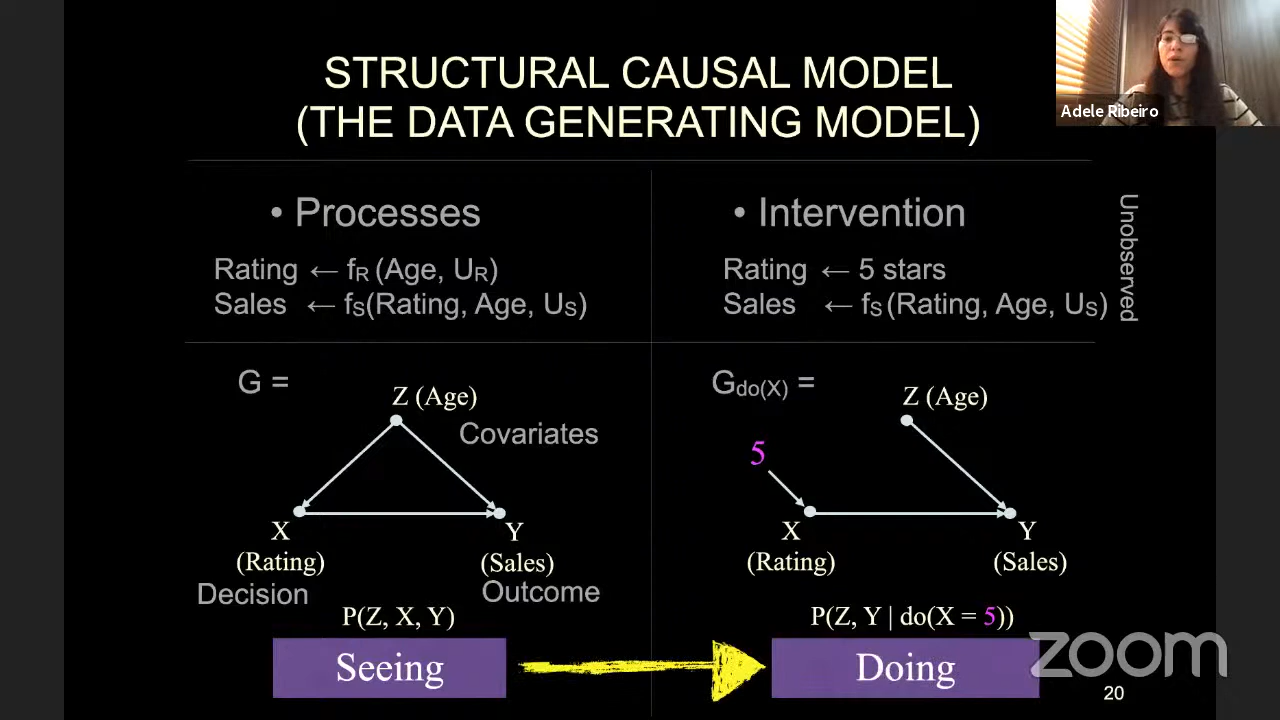 STRUCTURAL CAUSAL MODEL
(THE DATA GENERATING MODEL)
Adele Ribeiro
• Processes
Rating ← fR (Age, UR)
Sales ← fS(Rating, Age, US)
• Intervention
Rating ← 5 stars
Sales ← fS (Rating, Age, US)
Unobserved
G =
Z (Age)
Covariates
X
(Rating)
Decision
Y
(Sales)
Outcome
P(Z, X, Y)
Seeing
Gdo(X) =
Z (Age)
5
X
(Rating)
Y
(Sales)
P(Z, Y | do(X = 5))
Doing
zoom
20